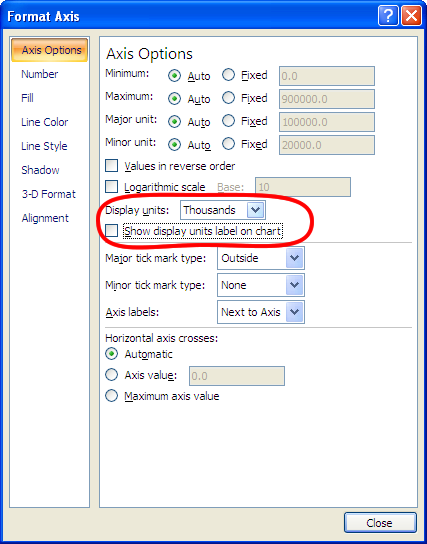 Format Axis
Axis Options
Number
Fill
Line Color
Line Style
Shadow
3-D Format
Alignment
Axis Options
Minimum: Auto Fixed 0.0
Maximum: Auto Fixed 900000.0
Major unit: Auto Fixed 100000.0
Minor unit: Auto Fixed 20000.0
Values in reverse order
Logarithmic scale Base: 10
Display units: Thousands
Show display units label on chart
Major tick mark type: Outside
Minor tick mark type: None
Axis labels: Next to Axis
Horizontal axis crosses:
Automatic
Axis value: 0.0
Maximum axis value
Close